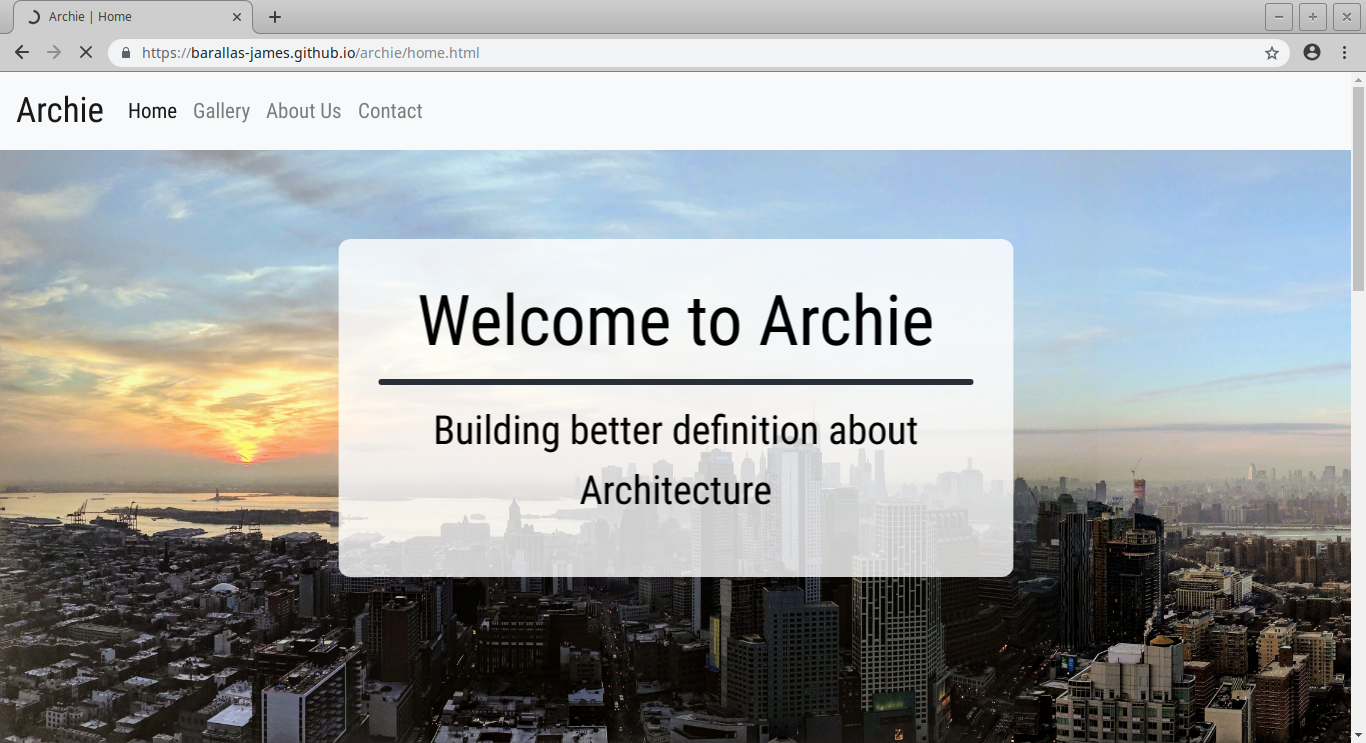 Archie | Home
https://barallas-james.github.io/archie/home.html
Archie Home Gallery About Us Contact
Welcome to Archie
Building better definition about
Architecture